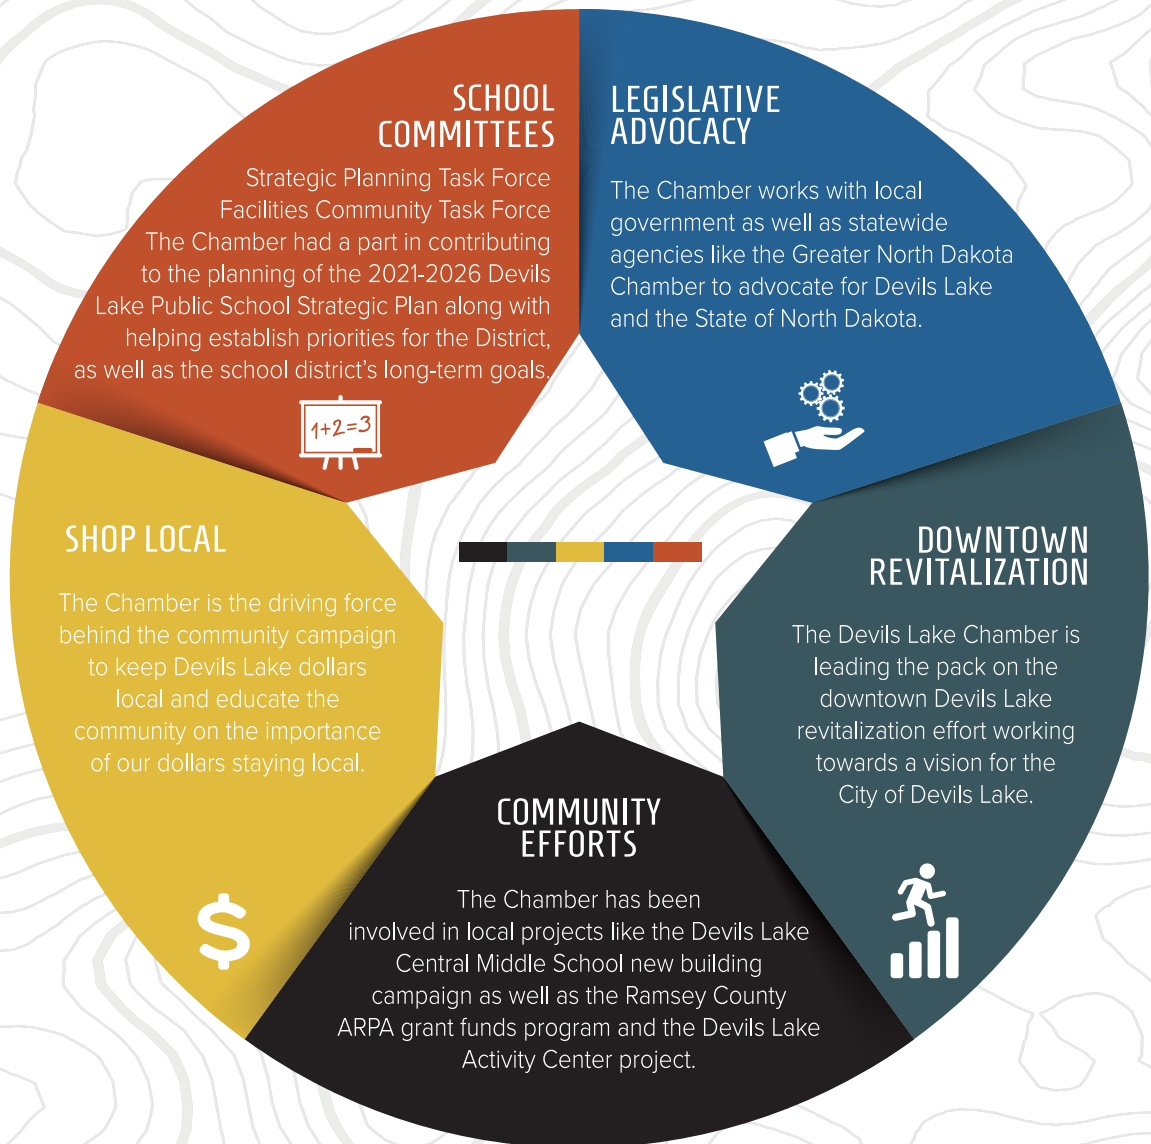 SCHOOL
COMMITTEES
Strategic Planning Task Force
Facilities Community Task Force
The Chamber had a part in contributing
to the planning of the 2021-2026 Devils
Lake Public School Strategic Plan along with
helping establish priorities for the District,
as well as the school district's long-term goals.
1+2=3
LEGISLATIVE
ADVOCACY
The Chamber works with local
government as well as statewide
agencies like the Greater North Dakota
Chamber to advocate for Devils Lake
and the State of North Dakota.
SHOP LOCAL
The Chamber is the driving force
behind the community campaign
to keep Devils Lake dollars
local and educate the
community on the importance
of our dollars staying local.
$
DOWNTOWN
REVITALIZATION
The Devils Lake Chamber is
leading the pack on the
downtown Devils Lake
revitalization effort working
towards a vision for the
City of Devils Lake.
COMMUNITY
EFFORTS
The Chamber has been
involved in local projects like the Devils Lake
Central Middle School new building
campaign as well as the Ramsey County
ARPA grant funds program and the Devils Lake
Activity Center project.